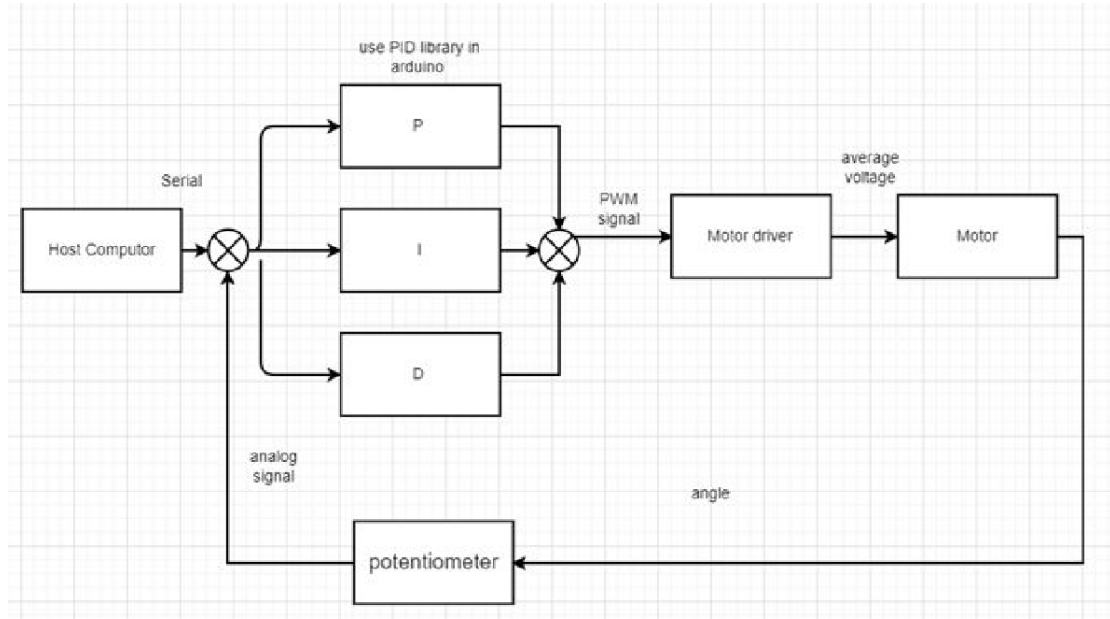 use PID library in
arduino
P
Serial
average
voltage
PWM
signal
Host Computor
I
Motor driver
Motor
D
analog
signal
angle
potentiometer